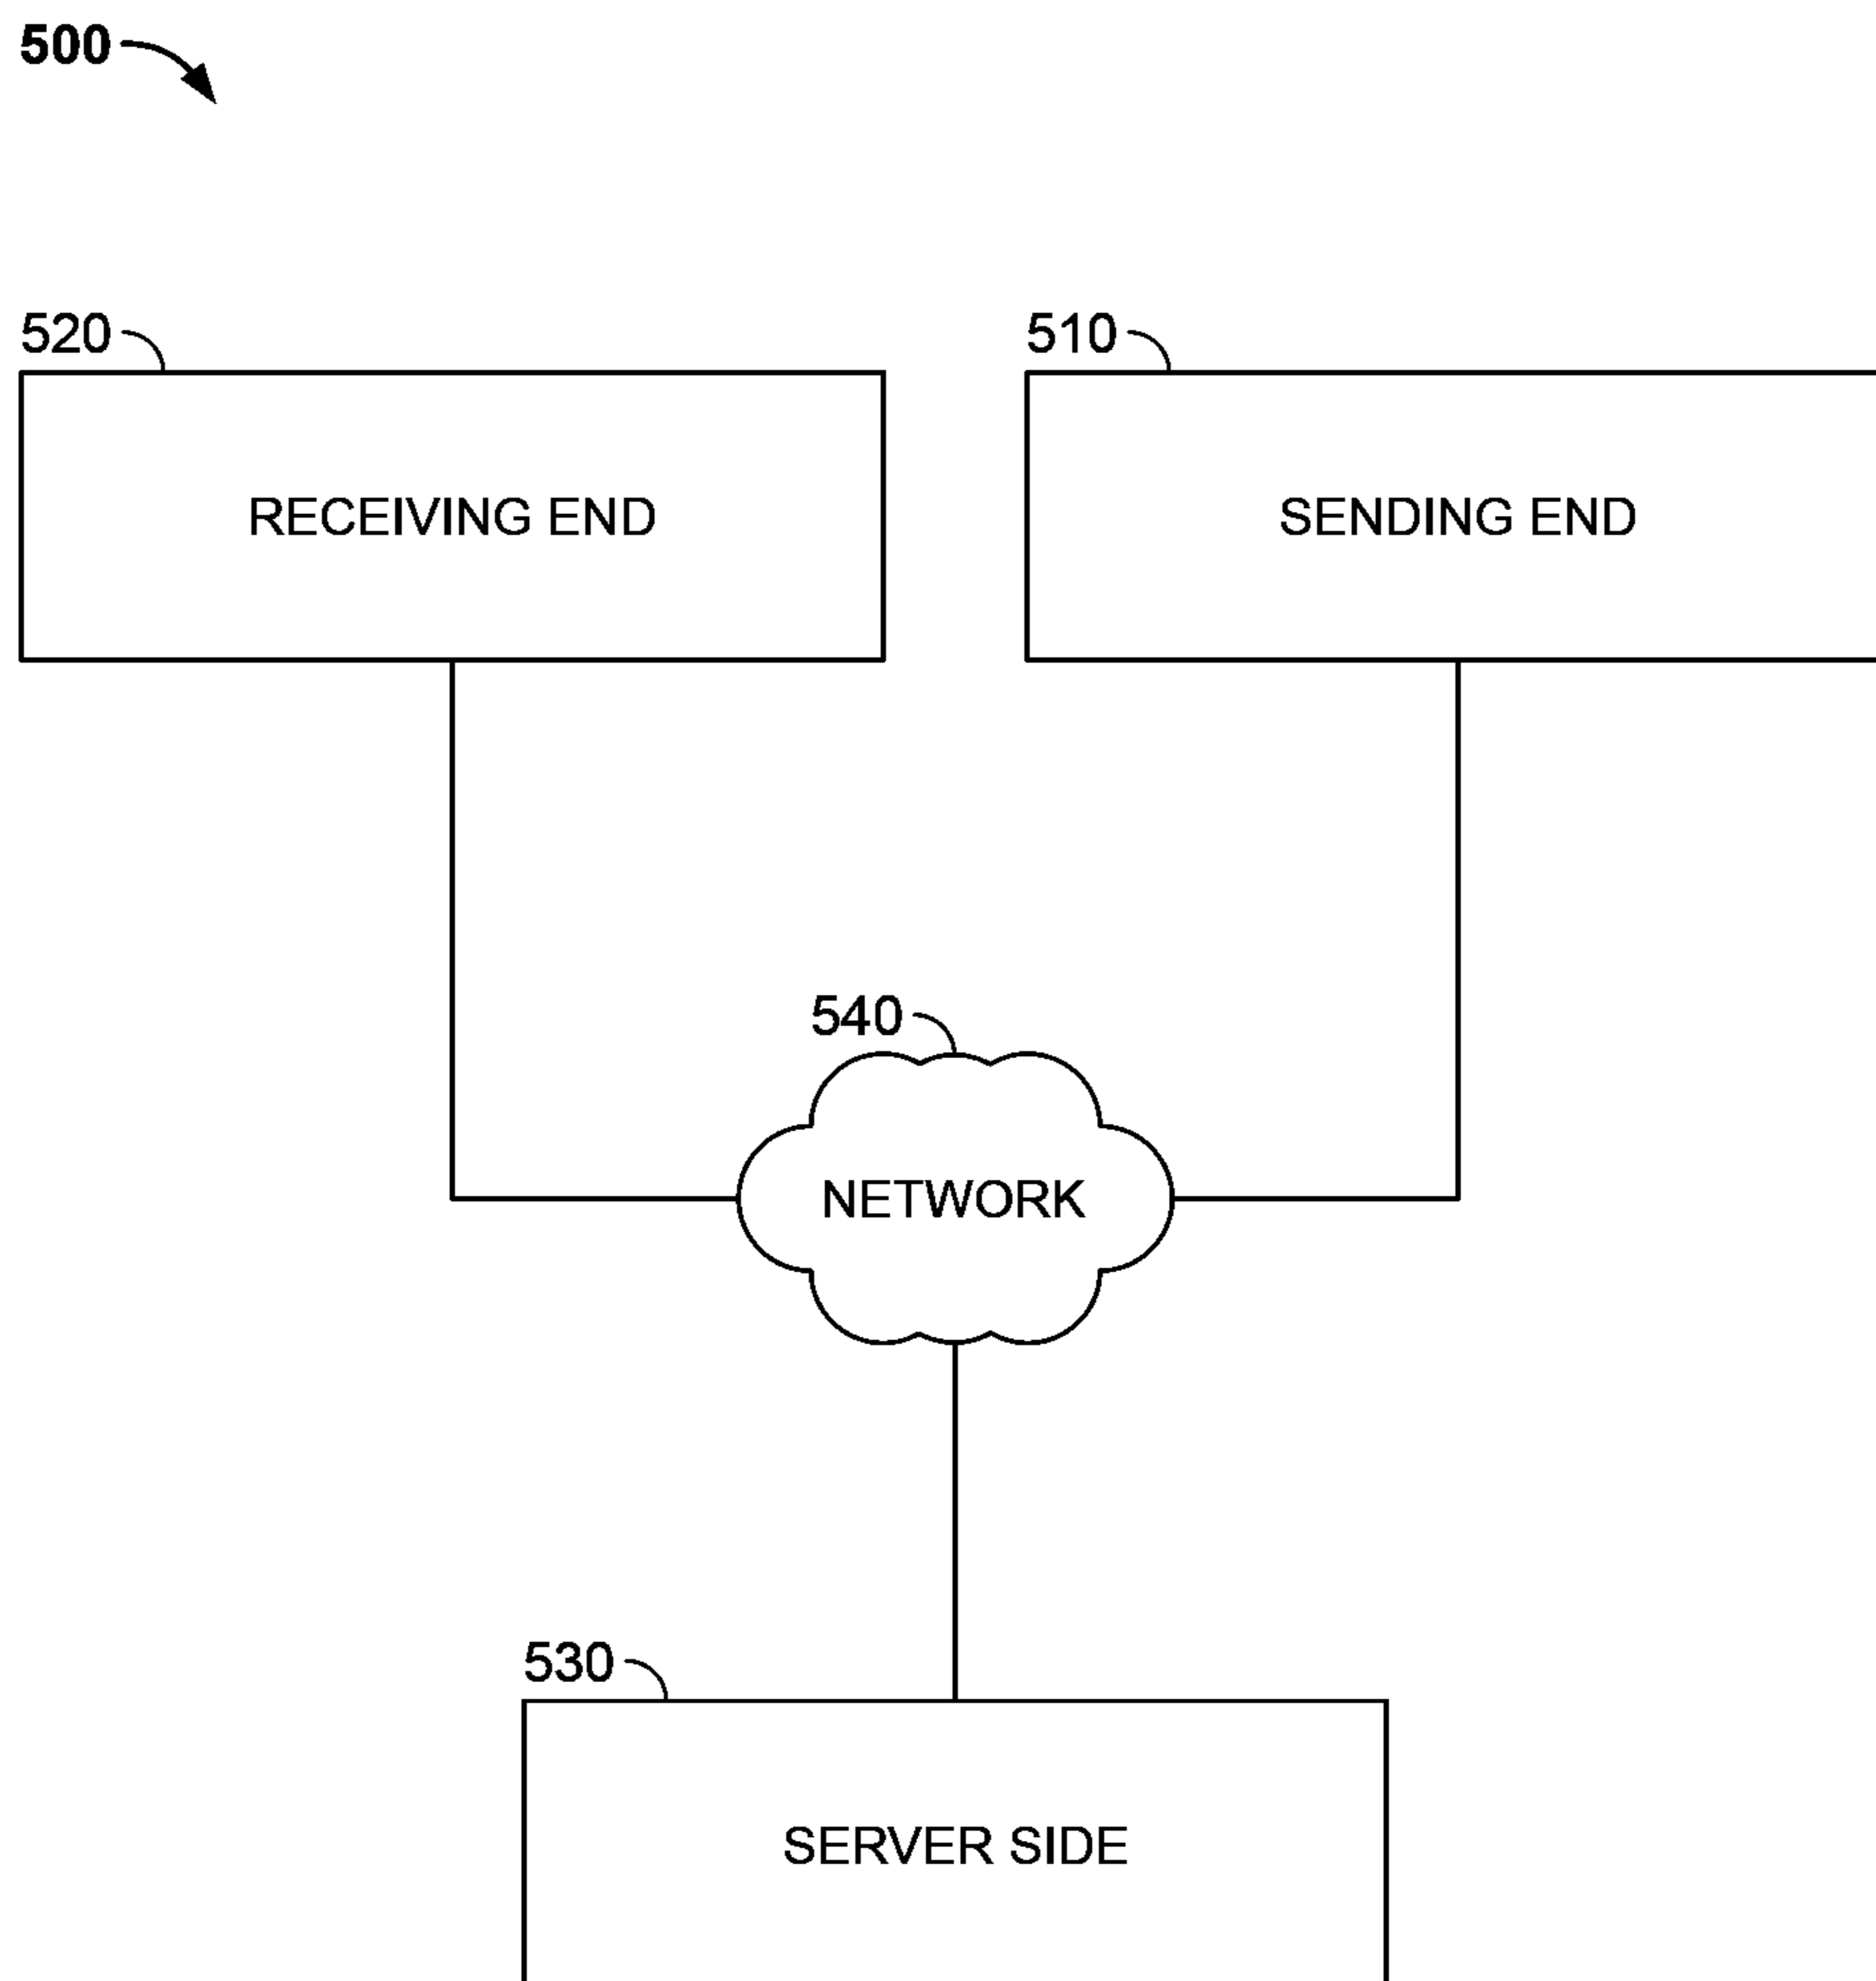 500
520
510
RECEIVING END
SENDING END
540
NETWORK
530
SERVER SIDE